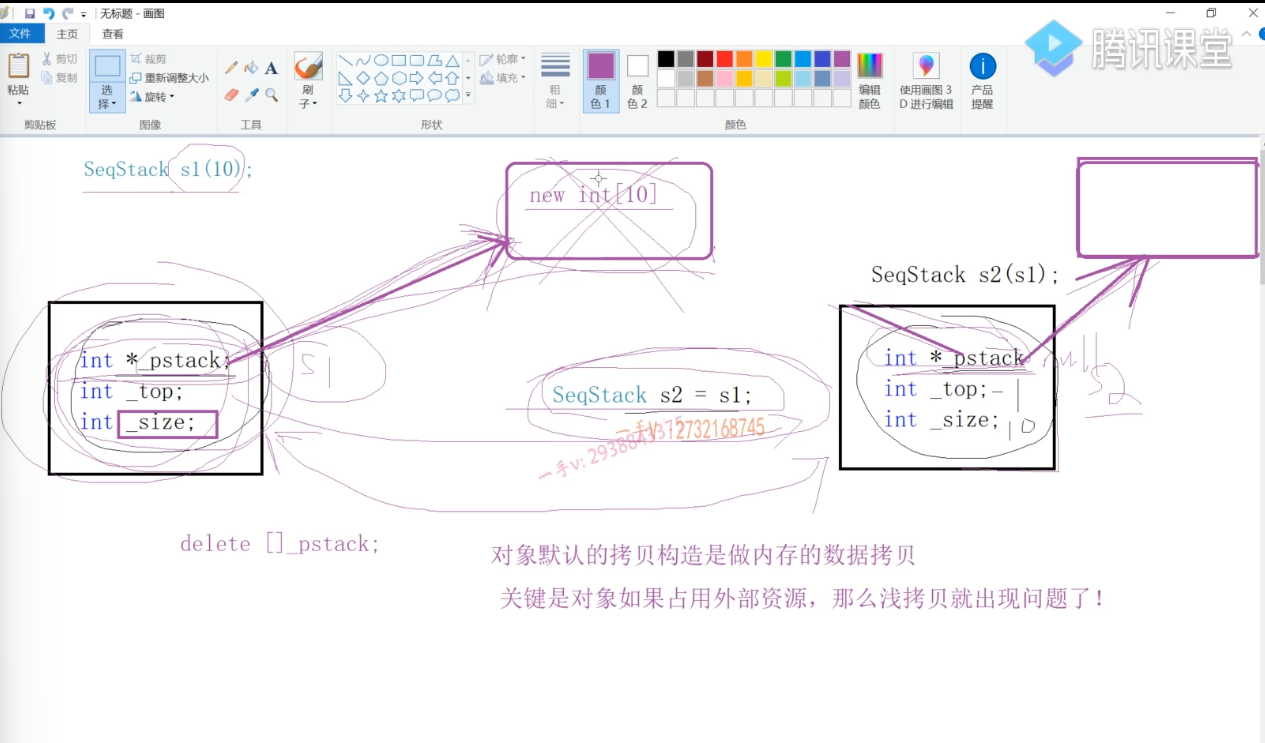 无标题 - 画图
文件 主页 查看
粘贴
剪切
复制
剪贴板
选择
裁剪
重新调整大小
旋转
图像
A
工具
刷子
轮廓
填充
形状
粗细
颜色 1
颜色 2
编辑颜色
颜色
使用画图 3D 进行编辑
产品提醒
腾讯课堂
SeqStack s1(10);
new int[10]
SeqStack s2(s1);
int *_pstack;
int _top;
int _size;
S1
SeqStack s2 = s1;
int *_pstack
int _top;-1
int _size;10
null
S2
delete []_pstack;
对象默认的拷贝构造是做内存的数据拷贝
关键是对象如果占用外部资源，那么浅拷贝就出现问题了！